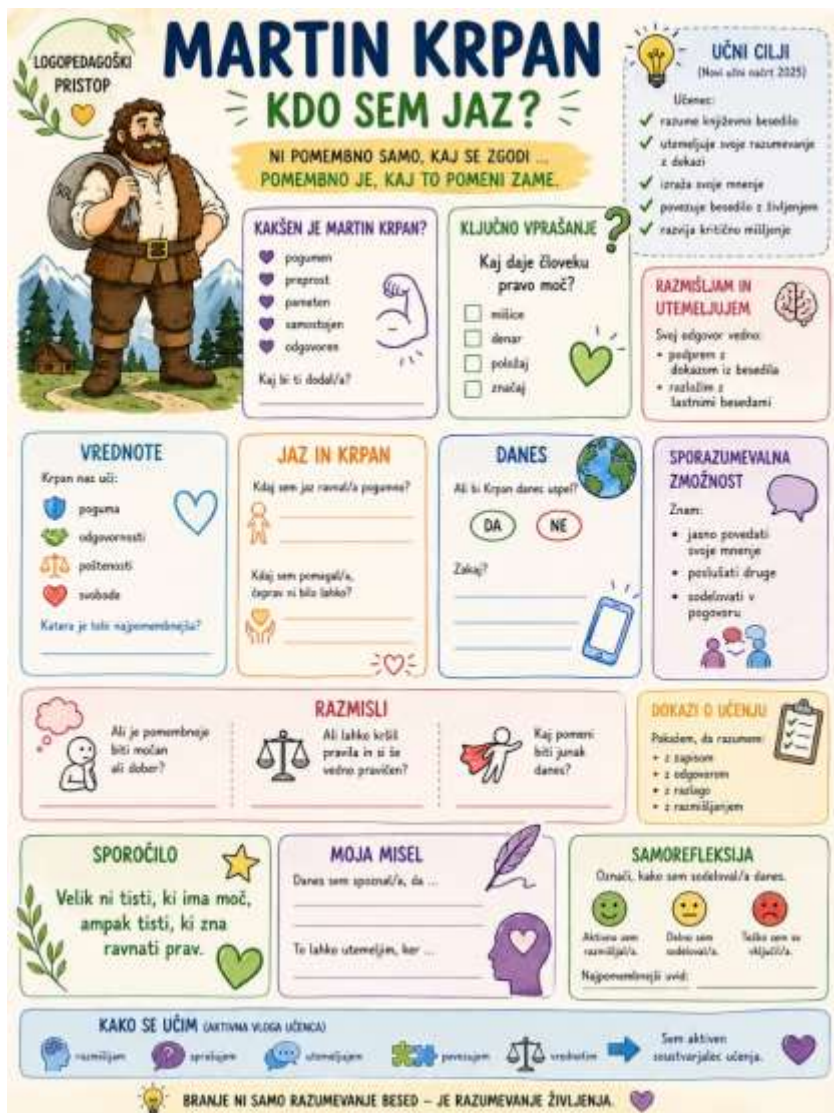 LOGOPEDAGOŠKI
PRISTOP
MARTIN KRPAN
KDO SEM JAZ?
NI POMEMBNO SAMO, KAJ SE ZGODI ...
POMEMBNO JE, KAJ TO POMENI ZAME.
UČNI CILJI
(Novi učni načrt 2025)
Učenec:
razume književno besedilo
utemeljuje svoje razumevanje
z dokazi
izraža svoje mnenje
povezuje besedilo z življenjem
razvija kritično mišljenje
KAKŠEN JE MARTIN KRPAN?
pogumen
preprost
pameten
samostojen
odgovoren
Kaj bi ti dodal/a?
KLJUČNO VPRAŠANJE
Kaj daje človeku
pravo moč?
mišice
denar
položaj
značaj
RAZMIŠLJAM IN
UTEMELJUJEM
Svoj odgovor vedno:
• podprem z
dokazom iz besedila
• razložim z
lastnimi besedami
VREDNOTE
Krpan nas uči:
poguma
odgovornosti
poštenosti
svobode
Katera je tebi najpomembnejša?
JAZ IN KRPAN
Kdaj sem jaz ravnal/a pogumno?
Kdaj sem pomagal/a,
čeprav ni bilo lahko?
DANES
Ali bi Krpan danes uspel?
DA
NE
Zakaj?
SPORAZUMEVALNA
ZMOŽNOST
Znam:
• jasno povedati
svoje mnenje
• poslušati druge
• sodelovati v
pogovoru
RAZMISLI
Ali je pomembneje
biti močan
ali dober?
Ali lahko kršiš
pravila in si še
vedno pravičen?
Kaj pomeni
biti junak
danes?
DOKAZI O UČENJU
Pokažem, da razumem:
• z zapisom
• z odgovorom
• z razlago
• z razmišljanjem
SPOROČILO
Velik ni tisti, ki ima moč,
ampak tisti, ki zna
ravnati prav.
MOJA MISEL
Danes sem spoznal/a, da ...
To lahko utemeljim, ker ...
SAMOREFLEKSIJA
Označi, kako sem sodeloval/a danes.
Aktivno sem
razmišljal/a.
Delno sem
sodeloval/a.
Težko sem se
vključil/a.
Najpomembnejši uvid:
KAKO SE UČIM (AKTIVNA VLOGA UČENCA)
razmišljam
sprašujem
utemeljujem
povezujem
vrednotim
Sem aktiven
soustvarjalec učenja.
BRANJE NI SAMO RAZUMEVANJE BESED – JE RAZUMEVANJE ŽIVLJENJA.